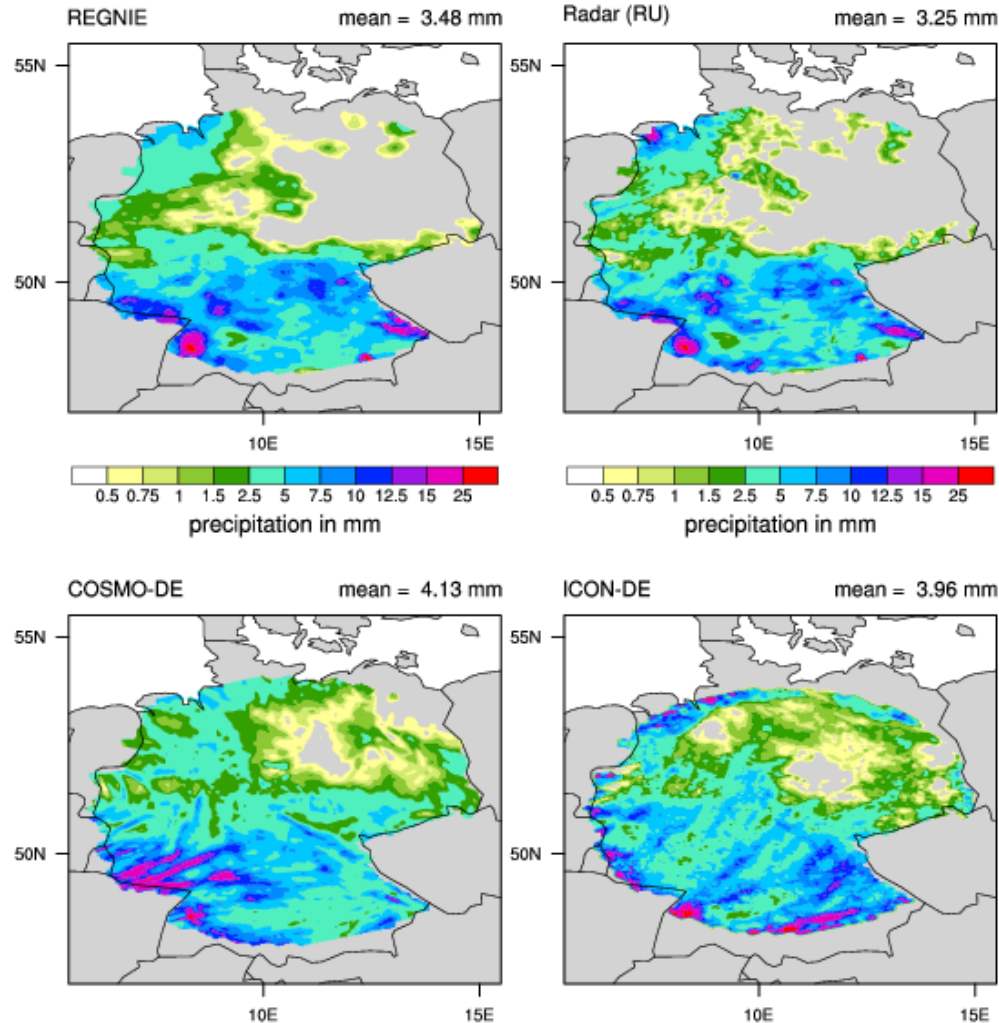 REGNIE mean = 3.48 mm
55N
50N
10E 15E
0.5 0.75 1 1.5 2.5 5 7.5 10 12.5 15 25
precipitation in mm
Radar (RU) mean = 3.25 mm
55N
50N
10E 15E
0.5 0.75 1 1.5 2.5 5 7.5 10 12.5 15 25
precipitation in mm
COSMO-DE mean = 4.13 mm
55N
50N
10E 15E
ICON-DE mean = 3.96 mm
55N
50N
10E 15E